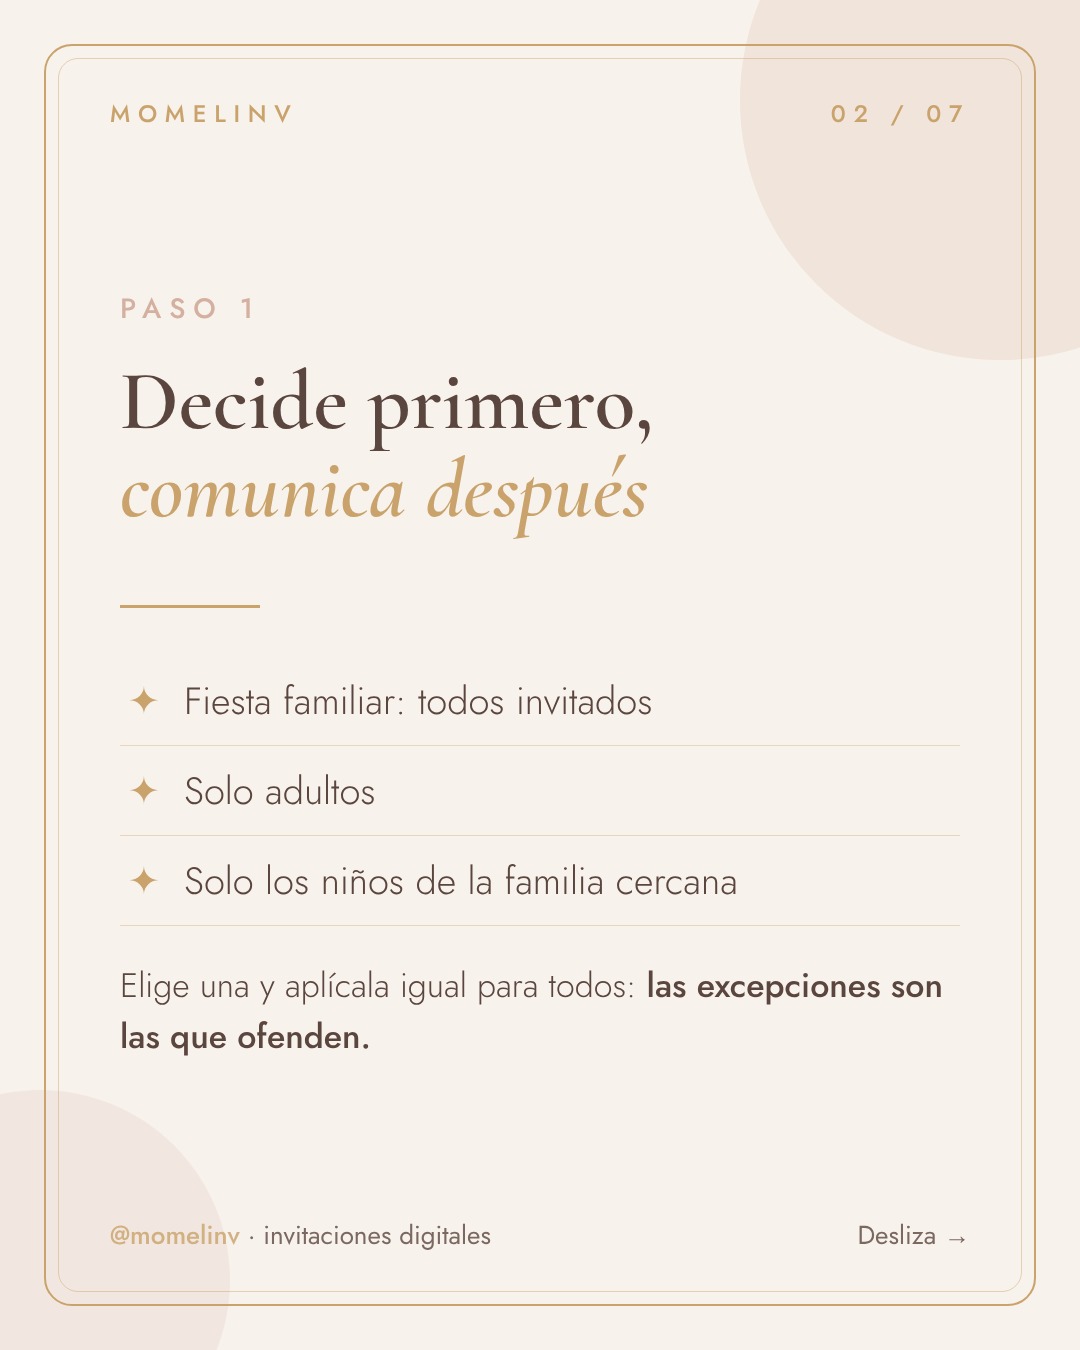 MOMELINV
02 / 07
PASO 1
Decide primero,
comunica después
✦ Fiesta familiar: todos invitados
✦ Solo adultos
✦ Solo los niños de la familia cercana
Elige una y aplícala igual para todos: las excepciones son
las que ofenden.
@momelinv · invitaciones digitales
Desliza →